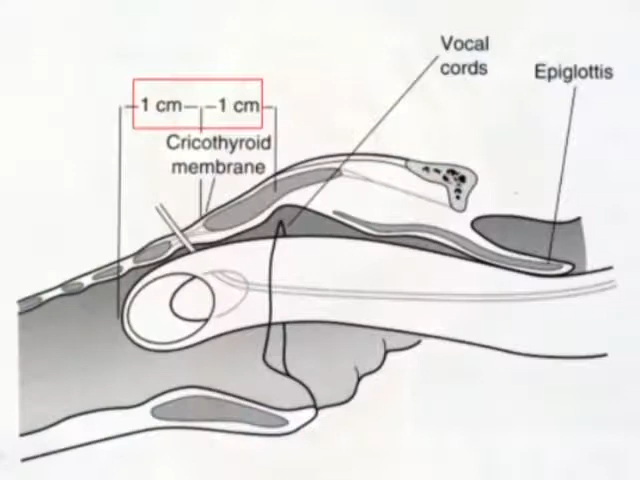 Vocal
cords
Epiglottis
1 cm
1 cm
Cricothyroid
membrane